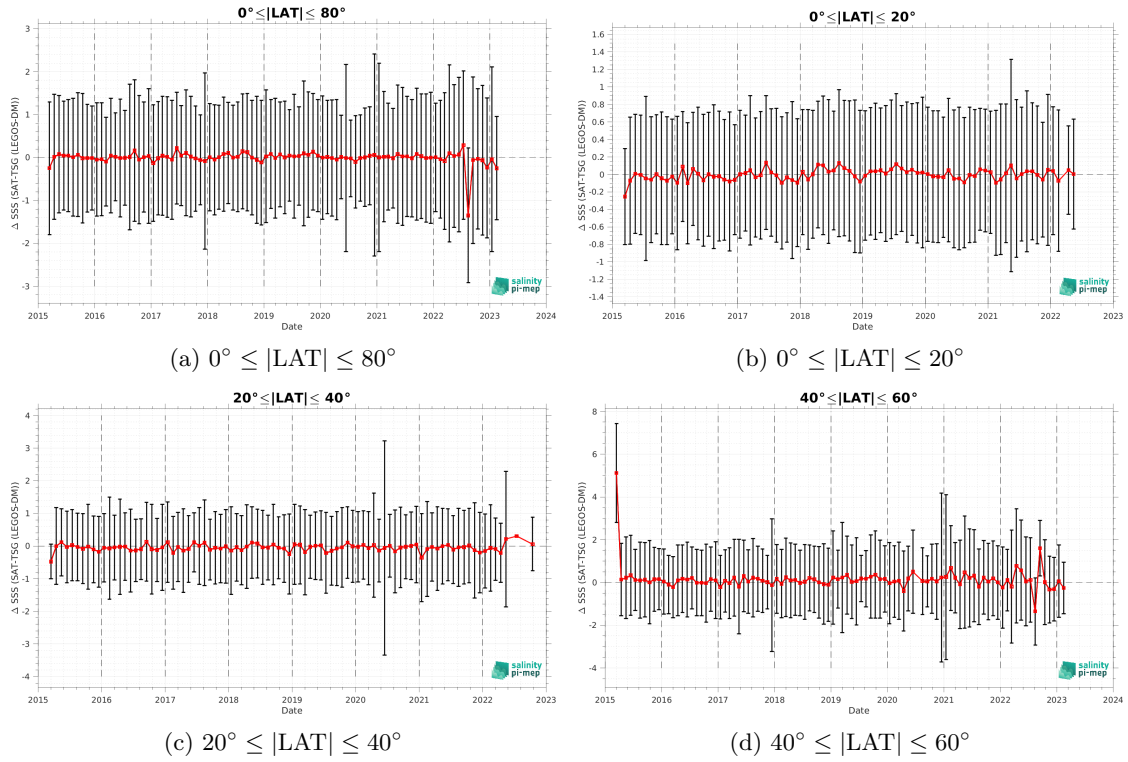 0°≤|LAT|≤ 80°
3
2
1
0
-1
-2
-3
Δ SSS (SAT-TSG (LEGOS-DM))
2015 2016 2017 2018 2019 2020 2021 2022 2023 2024
Date
salinity
pi-mep
(a) 0° ≤ |LAT| ≤ 80°
0°≤|LAT|≤ 20°
1.6
1.4
1.2
1
0.8
0.6
0.4
0.2
0
-0.2
-0.4
-0.6
-0.8
-1
-1.2
-1.4
Δ SSS (SAT-TSG (LEGOS-DM))
2015 2016 2017 2018 2019 2020 2021 2022 2023
Date
salinity
pi-mep
(b) 0° ≤ |LAT| ≤ 20°
20°≤|LAT|≤ 40°
4
3
2
1
0
-1
-2
-3
-4
Δ SSS (SAT-TSG (LEGOS-DM))
2015 2016 2017 2018 2019 2020 2021 2022 2023
Date
salinity
pi-mep
(c) 20° ≤ |LAT| ≤ 40°
40°≤|LAT|≤ 60°
8
6
4
2
0
-2
-4
Δ SSS (SAT-TSG (LEGOS-DM))
2015 2016 2017 2018 2019 2020 2021 2022 2023 2024
Date
salinity
pi-mep
(d) 40° ≤ |LAT| ≤ 60°